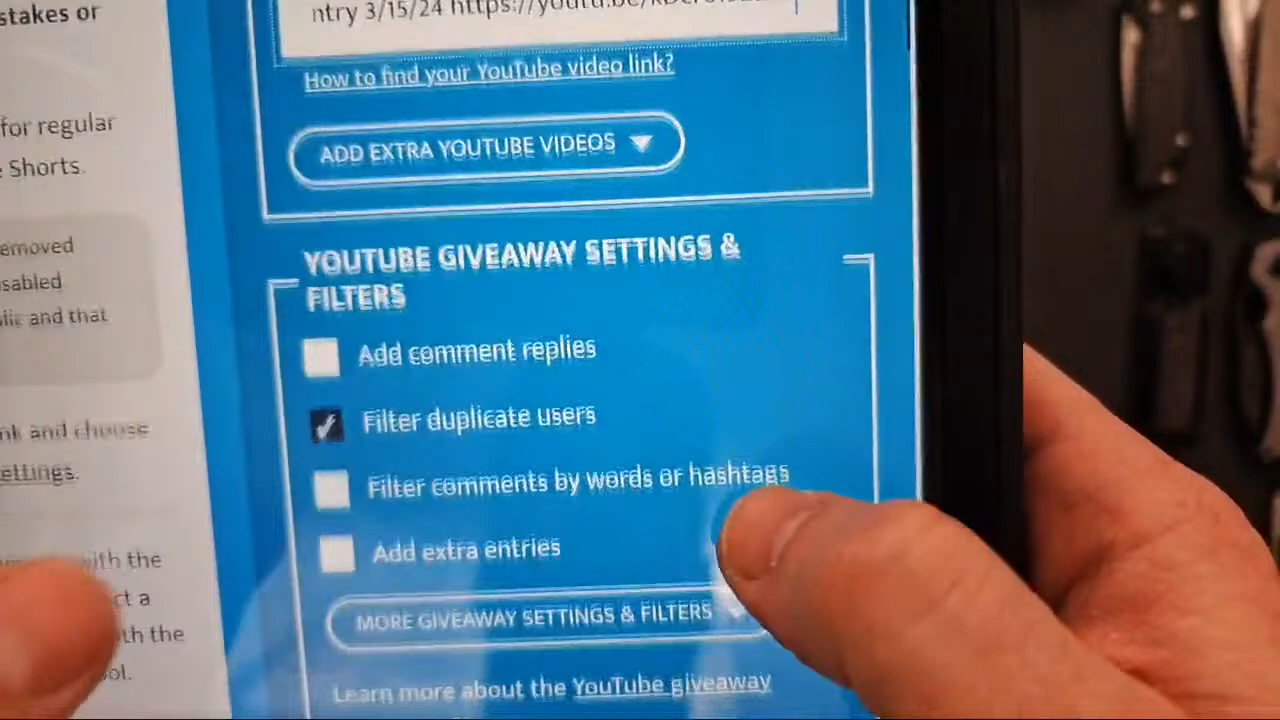 stakes or
for regular
Shorts.
emoved
sabled
lic and that
nk and choose
ettings.
with the
ct a
th the
ol.
ntry 3/15/24 https://youtu.be/
How to find your YouTube video link?
ADD EXTRA YOUTUBE VIDEOS
YOUTUBE GIVEAWAY SETTINGS &
FILTERS
Add comment replies
Filter duplicate users
Filter comments by words or hashtags
Add extra entries
MORE GIVEAWAY SETTINGS & FILTERS
Learn more about the YouTube giveaway